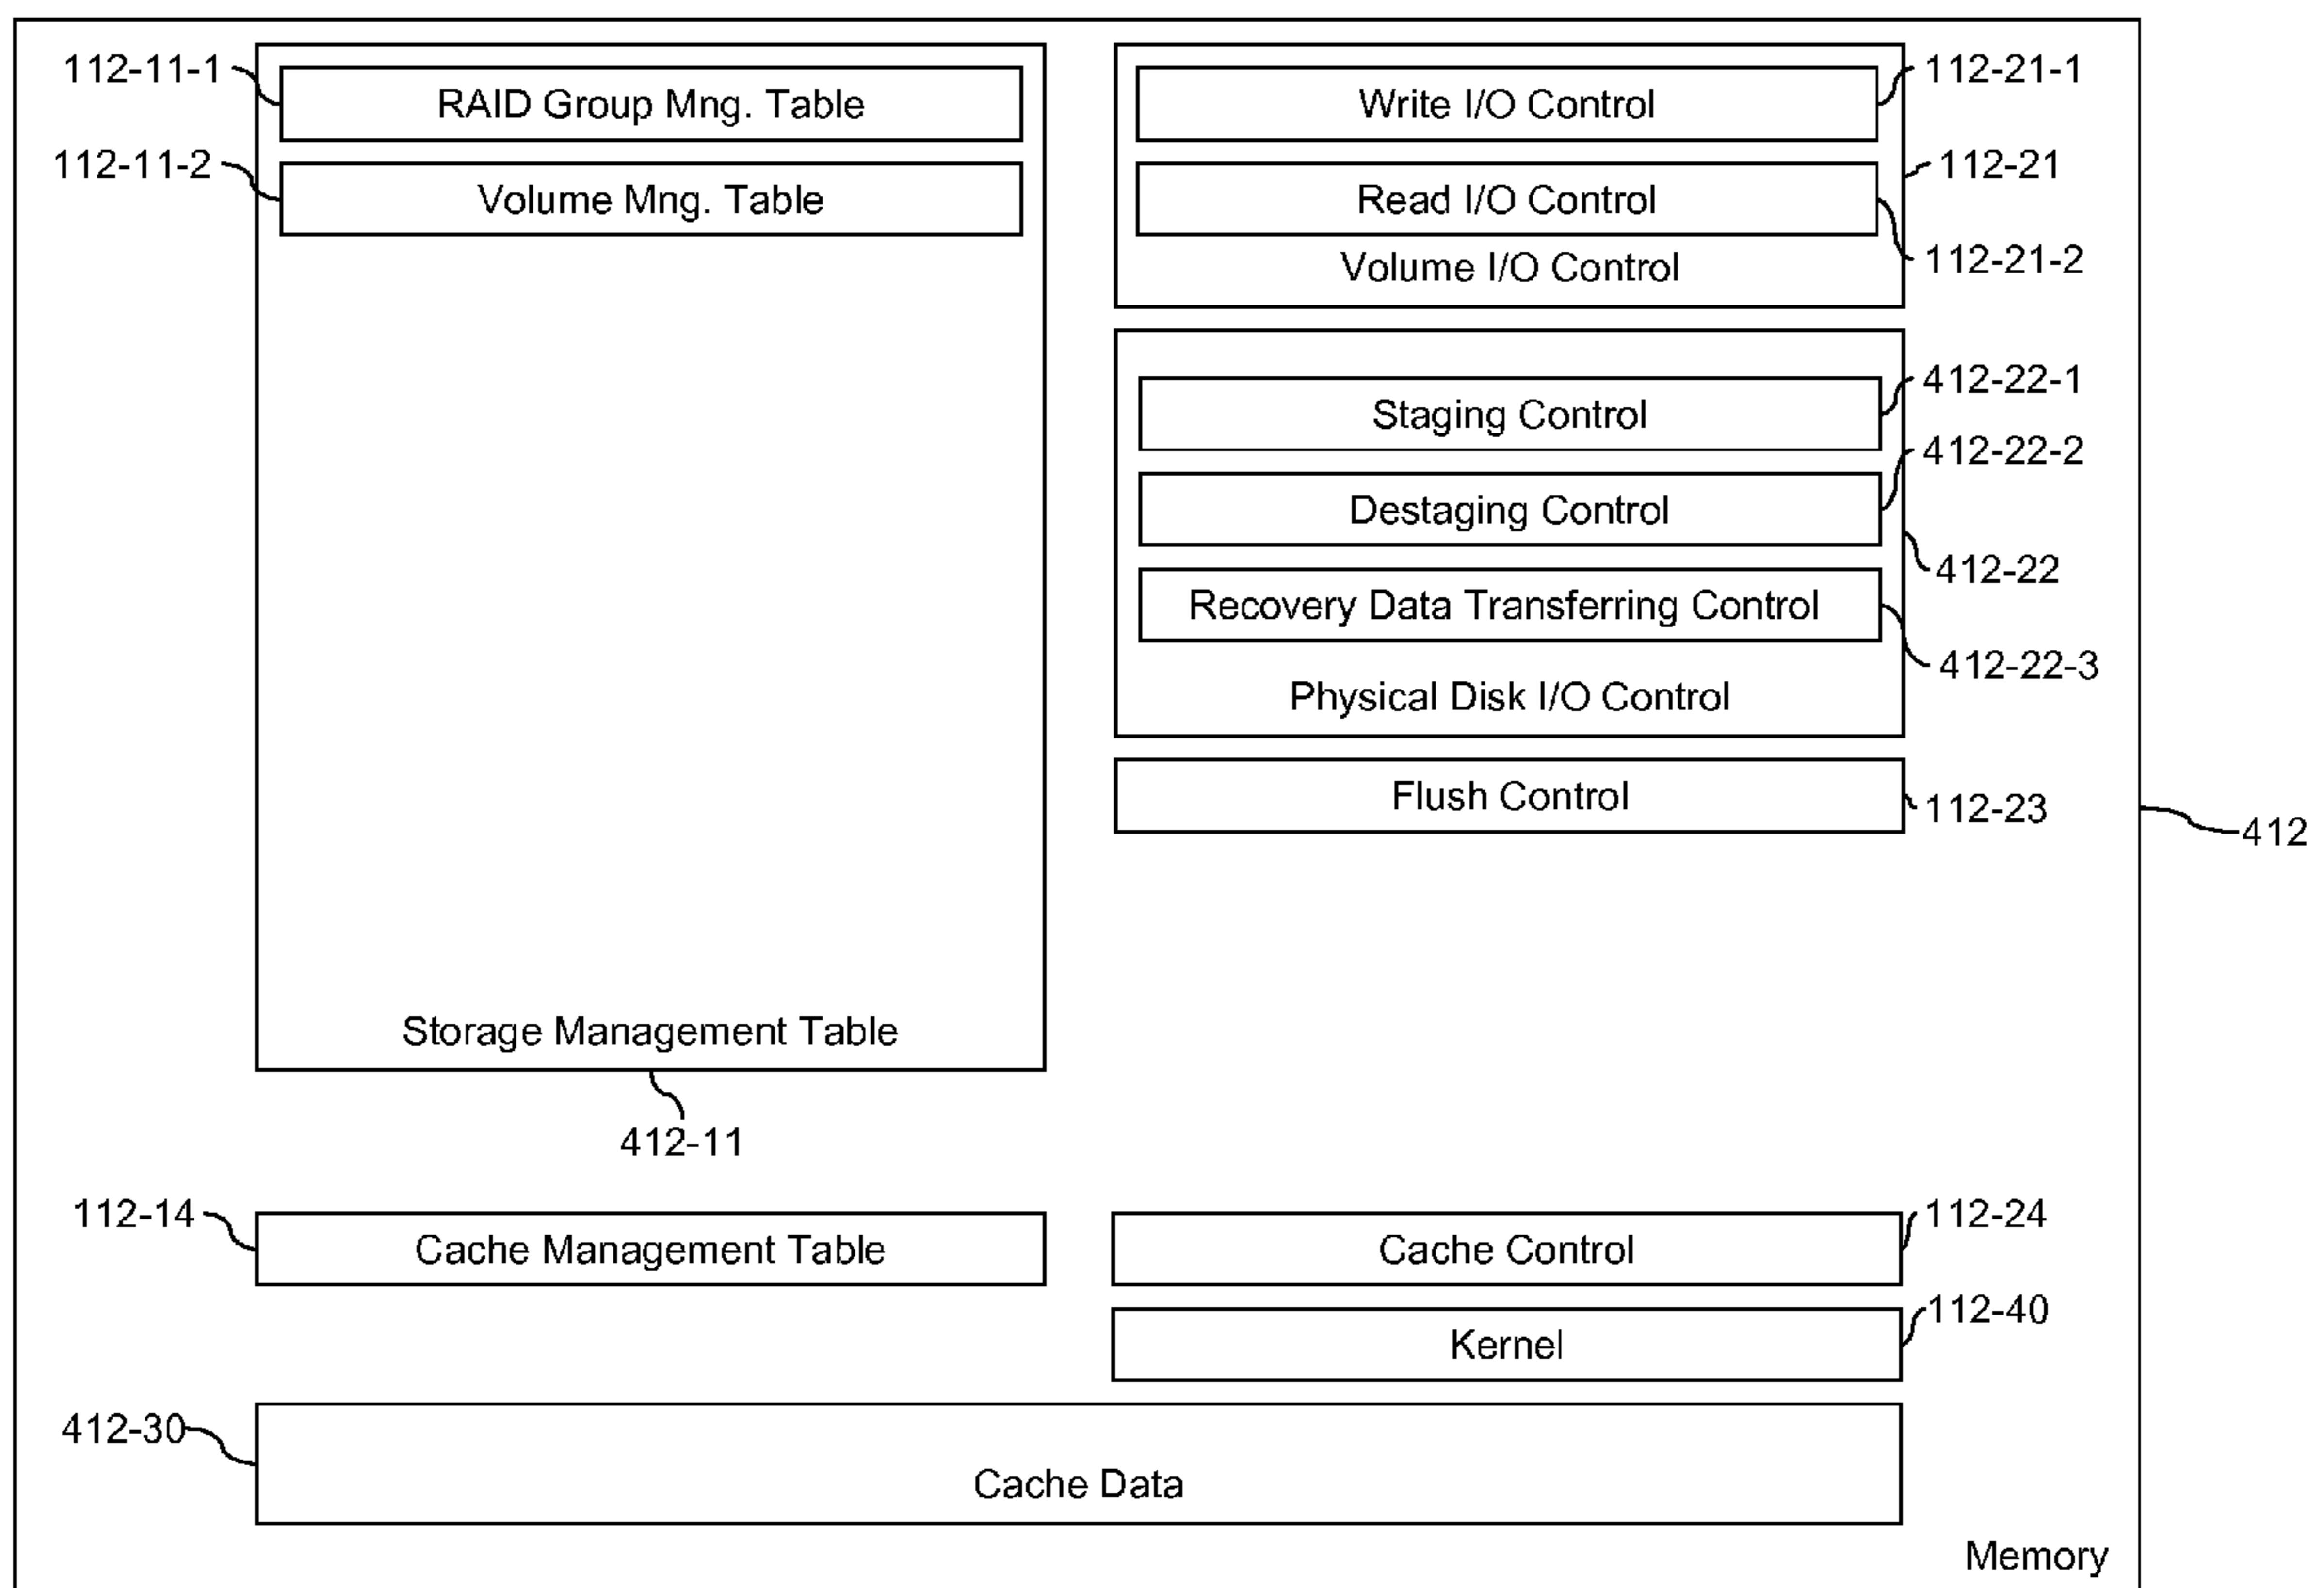 112-11-1
RAID Group Mng. Table
112-11-2
Volume Mng. Table
Storage Management Table
412-11
Write I/O Control
112-21-1
112-21
Read I/O Control
112-21-2
Volume I/O Control
412-22-1
Staging Control
412-22-2
Destaging Control
412-22
Recovery Data Transferring Control
412-22-3
Physical Disk I/O Control
Flush Control
112-23
412
112-14
Cache Management Table
112-24
Cache Control
112-40
Kernel
412-30
Cache Data
Memory